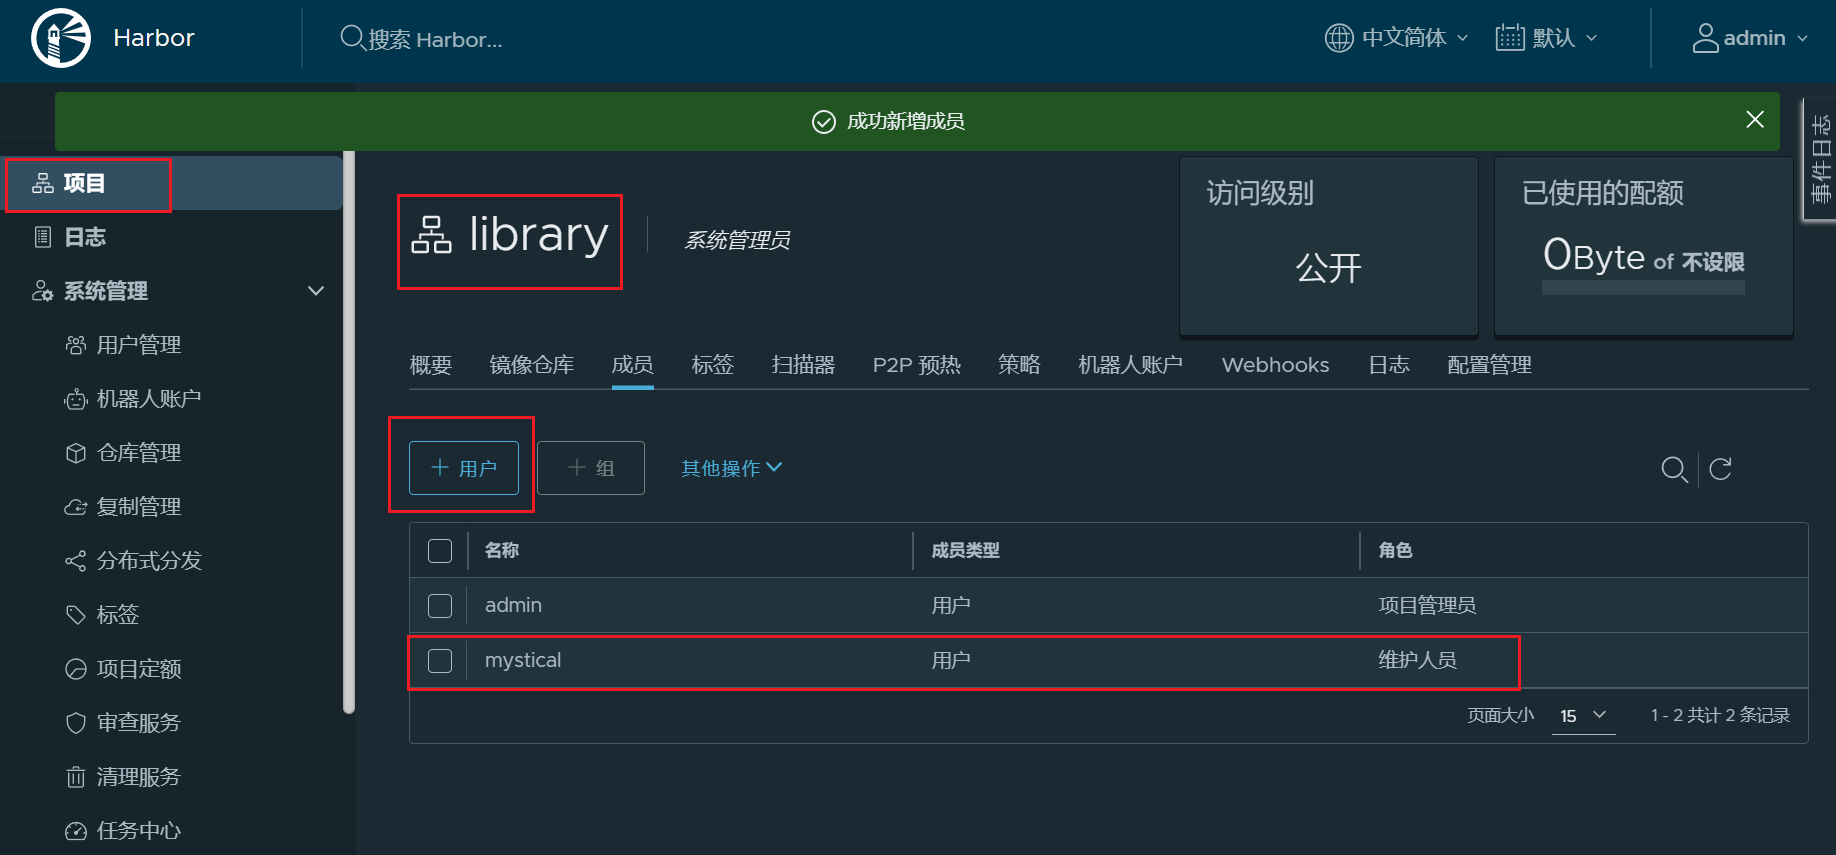 Harbor
搜索 Harbor...
中文简体
默认
admin
成功新增成员
事件日志
项目
日志
系统管理
用户管理
机器人账户
仓库管理
复制管理
分布式分发
标签
项目定额
审查服务
清理服务
任务中心
library
系统管理员
访问级别
公开
已使用的配额
0Byte of 不设限
概要 镜像仓库 成员 标签 扫描器 P2P 预热 策略 机器人账户 Webhooks 日志 配置管理
+ 用户
+ 组
其他操作
名称 成员类型 角色
admin 用户 项目管理员
mystical 用户 维护人员
页面大小 15 1 - 2 共计 2 条记录